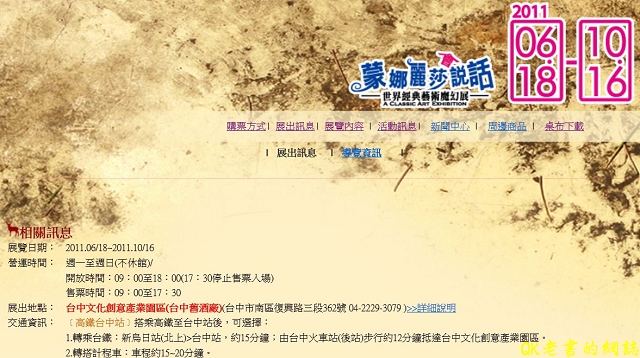 2011
06/18-10/16
蒙娜麗莎說話
世界經典藝術魔幻展
A CLASSIC ART EXHIBITION
購票方式| 展出訊息| 展覽內容 | 活動訊息| 新聞中心 | 周邊商品 | 桌布下載
| 展出訊息 | 導覽資訊 |
相關訊息
展覽日期： 2011.06/18~2011.10/16
營運時間： 週一至週日(不休館)/
開放時間：09：00至18：00(17：30停止售票入場)
售票時間：09：00至17：30
展出地點： 台中文化創意產業園區(台中舊酒廠)(台中市南區復興路三段362號 04-2229-3079 )>>詳細說明
交通資訊： 〔高鐵台中站〕搭乘高鐵至台中站後，可選擇：
1.轉乘台鐵：新烏日站(北上)>台中站，約15分鐘；由台中火車站(後站)步行約12分鐘抵達台中文化創意產業園區。
2.轉搭計程車：車程約15~20分鐘。
QK老書的網誌